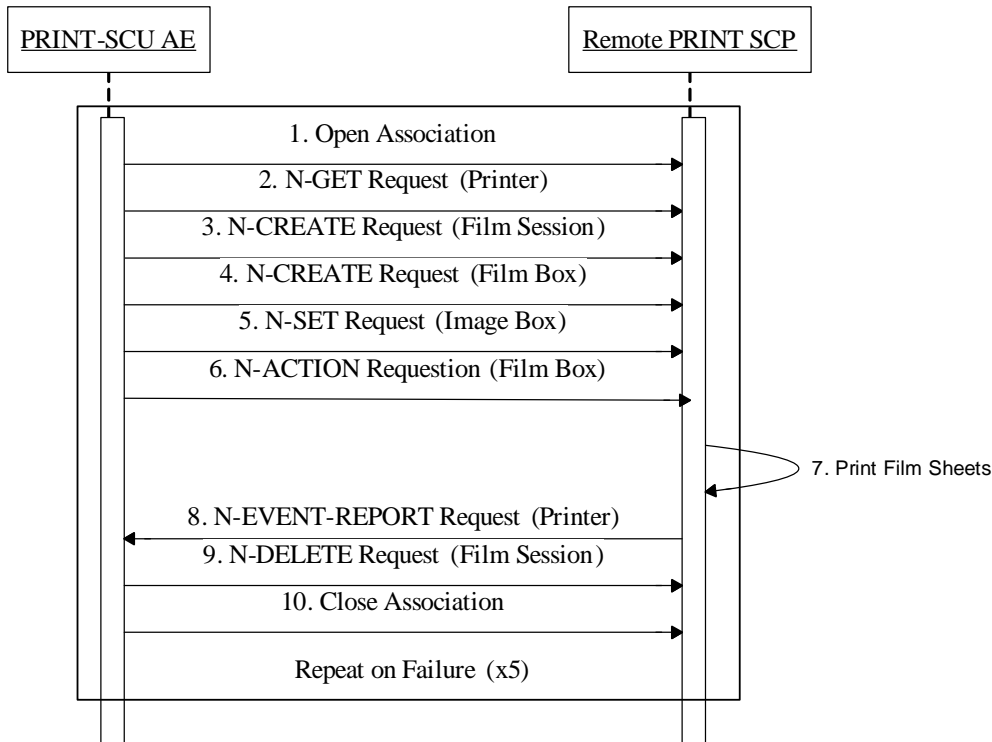 PRINT-SCU AE
Remote PRINT SCP
1. Open Association
2. N-GET Request (Printer)
3. N-CREATE Request (Film Session)
4. N-CREATE Request (Film Box)
5. N-SET Request (Image Box)
6. N-ACTION Requestion (Film Box)
7. Print Film Sheets
8. N-EVENT-REPORT Request (Printer)
9. N-DELETE Request (Film Session)
10. Close Association
Repeat on Failure (x5)